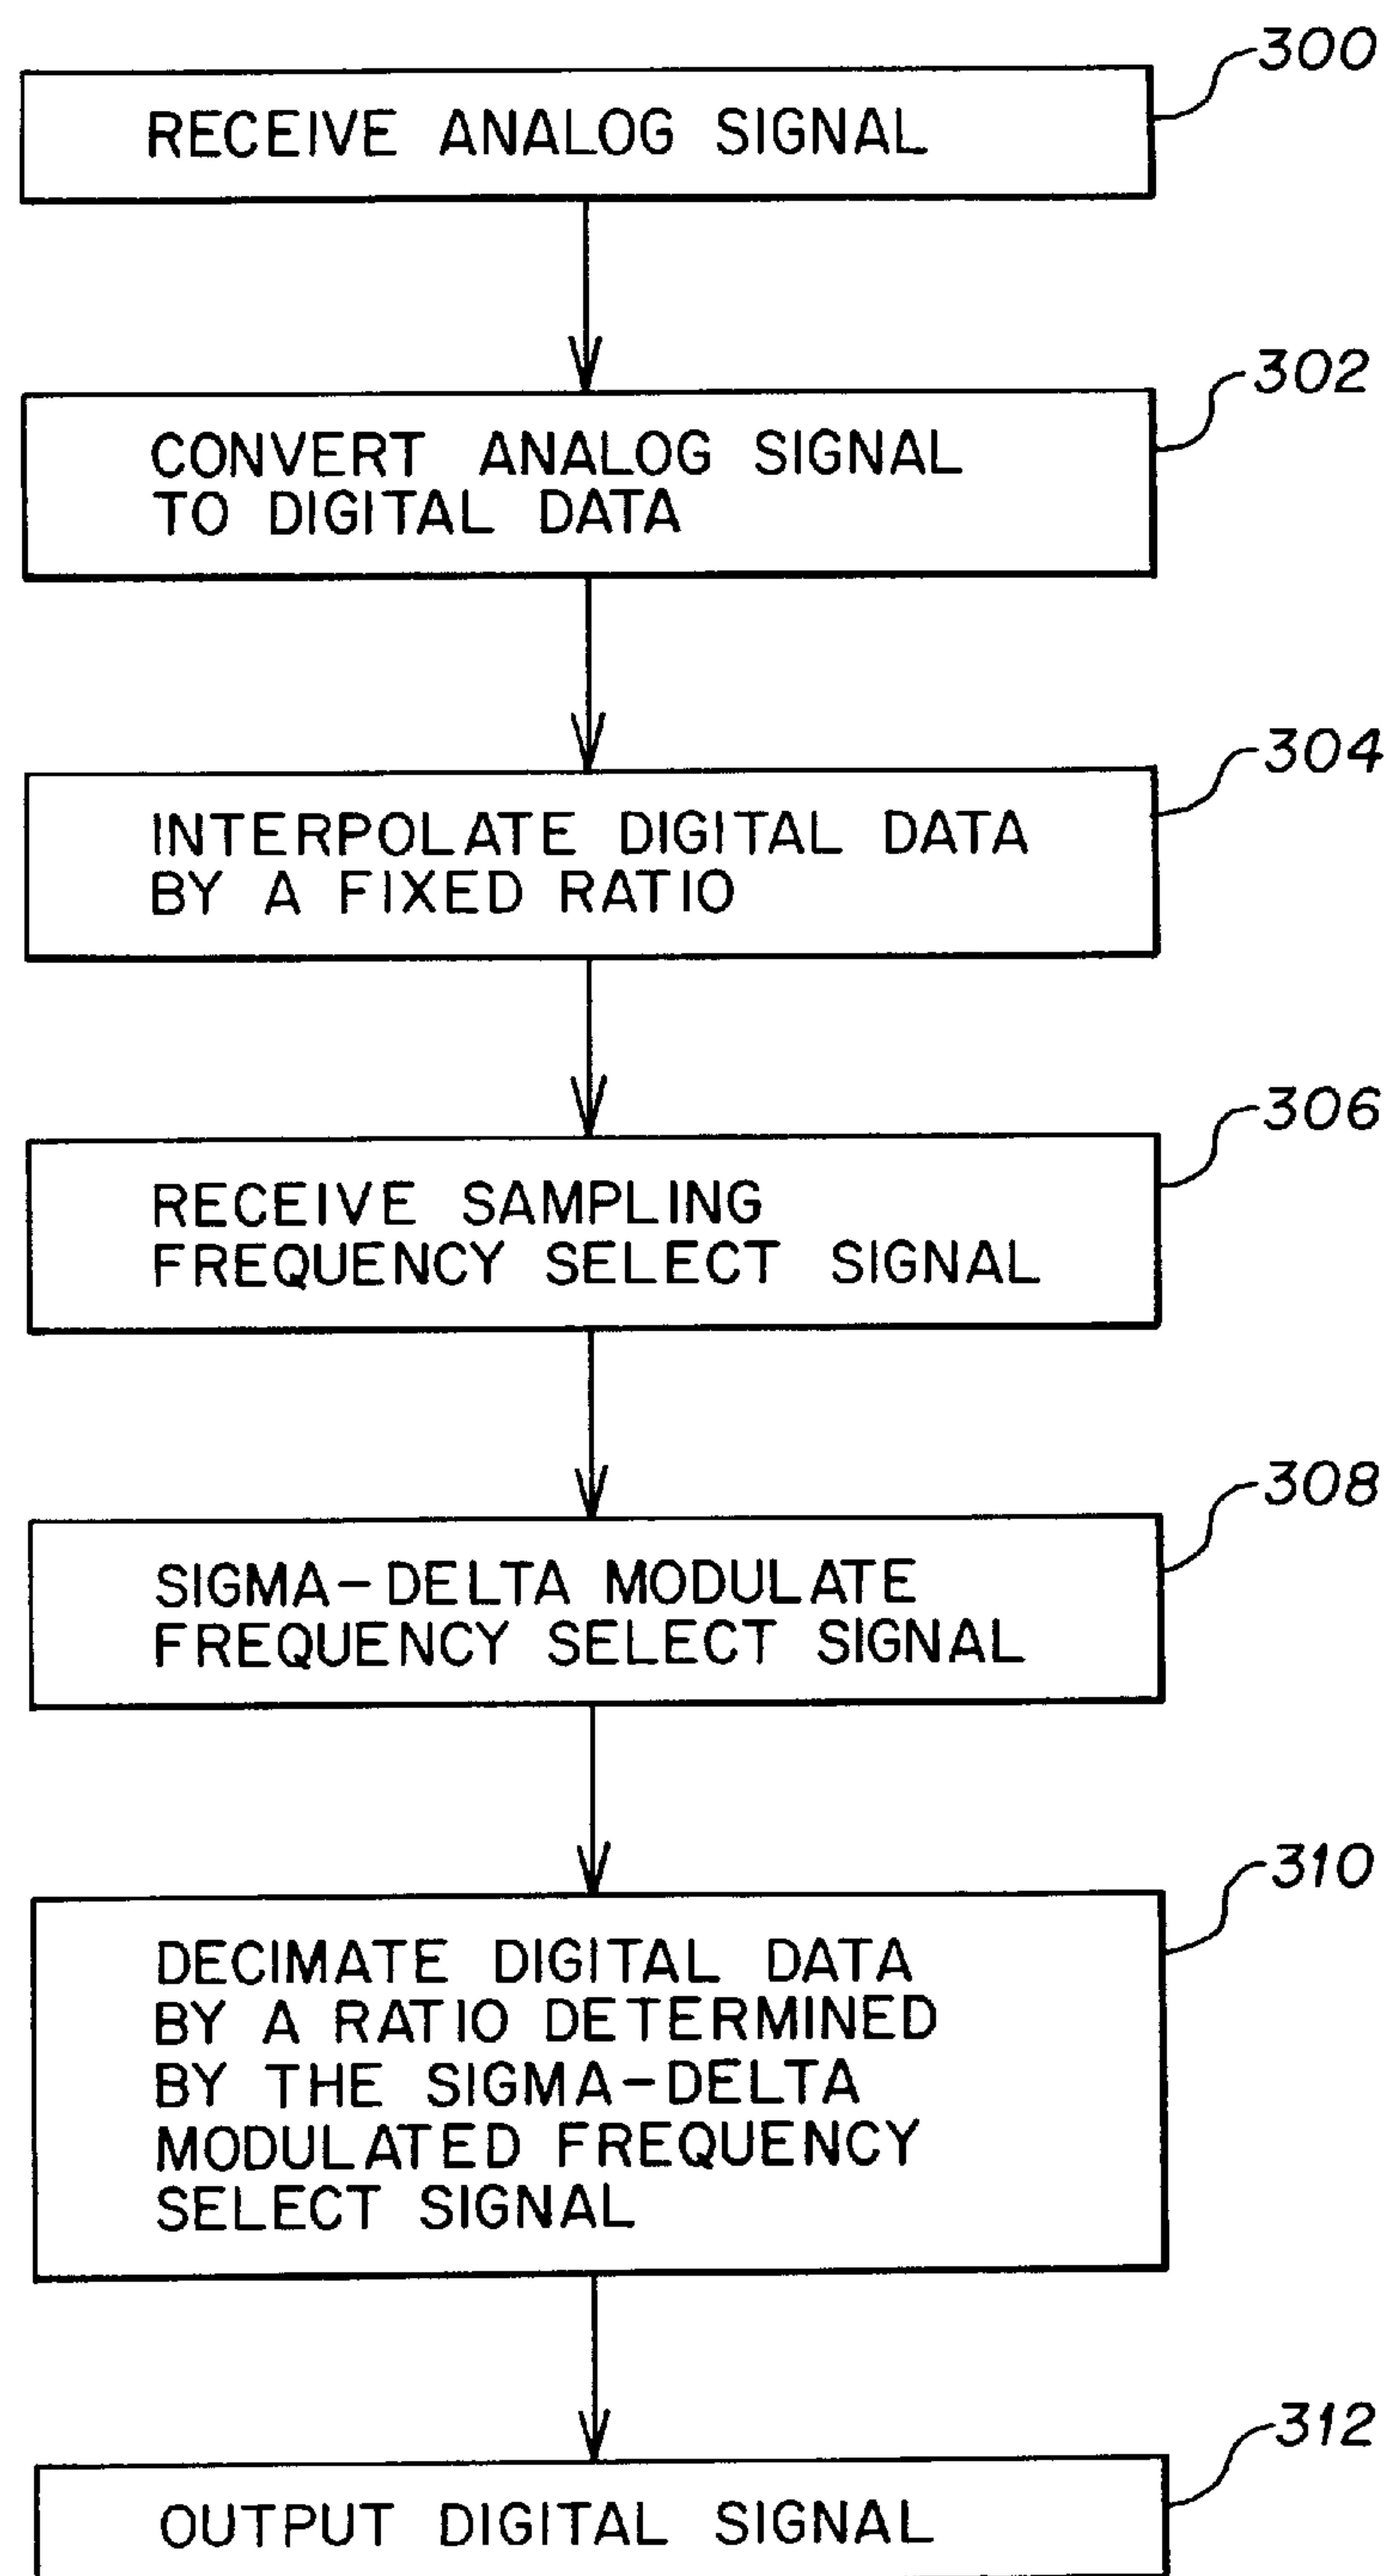 300
RECEIVE ANALOG SIGNAL
302
CONVERT ANALOG SIGNAL
TO DIGITAL DATA
304
INTERPOLATE DIGITAL DATA
BY A FIXED RATIO
306
RECEIVE SAMPLING
FREQUENCY SELECT SIGNAL
308
SIGMA-DELTA MODULATE
FREQUENCY SELECT SIGNAL
310
DECIMATE DIGITAL DATA
BY A RATIO DETERMINED
BY THE SIGMA-DELTA
MODULATED FREQUENCY
SELECT SIGNAL
312
OUTPUT DIGITAL SIGNAL